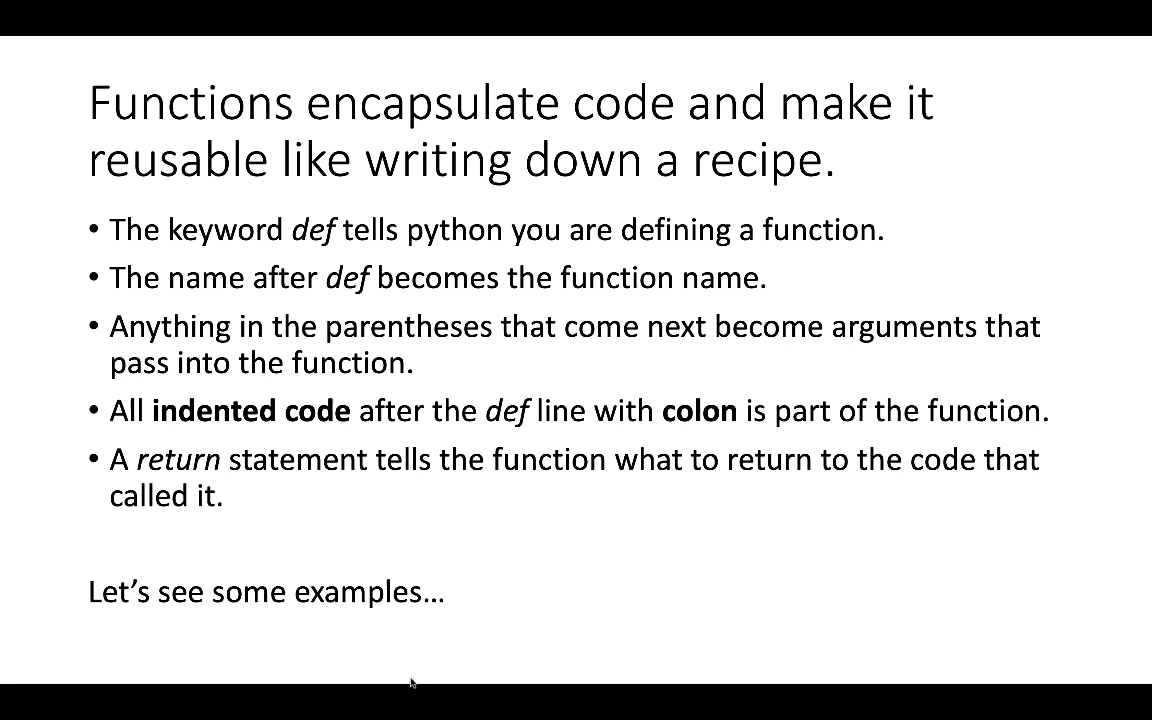 Functions encapsulate code and make it
reusable like writing down a recipe.
• The keyword def tells python you are defining a function.
• The name after def becomes the function name.
• Anything in the parentheses that come next become arguments that
pass into the function.
• All indented code after the def line with colon is part of the function.
• A return statement tells the function what to return to the code that
called it.
Let’s see some examples…